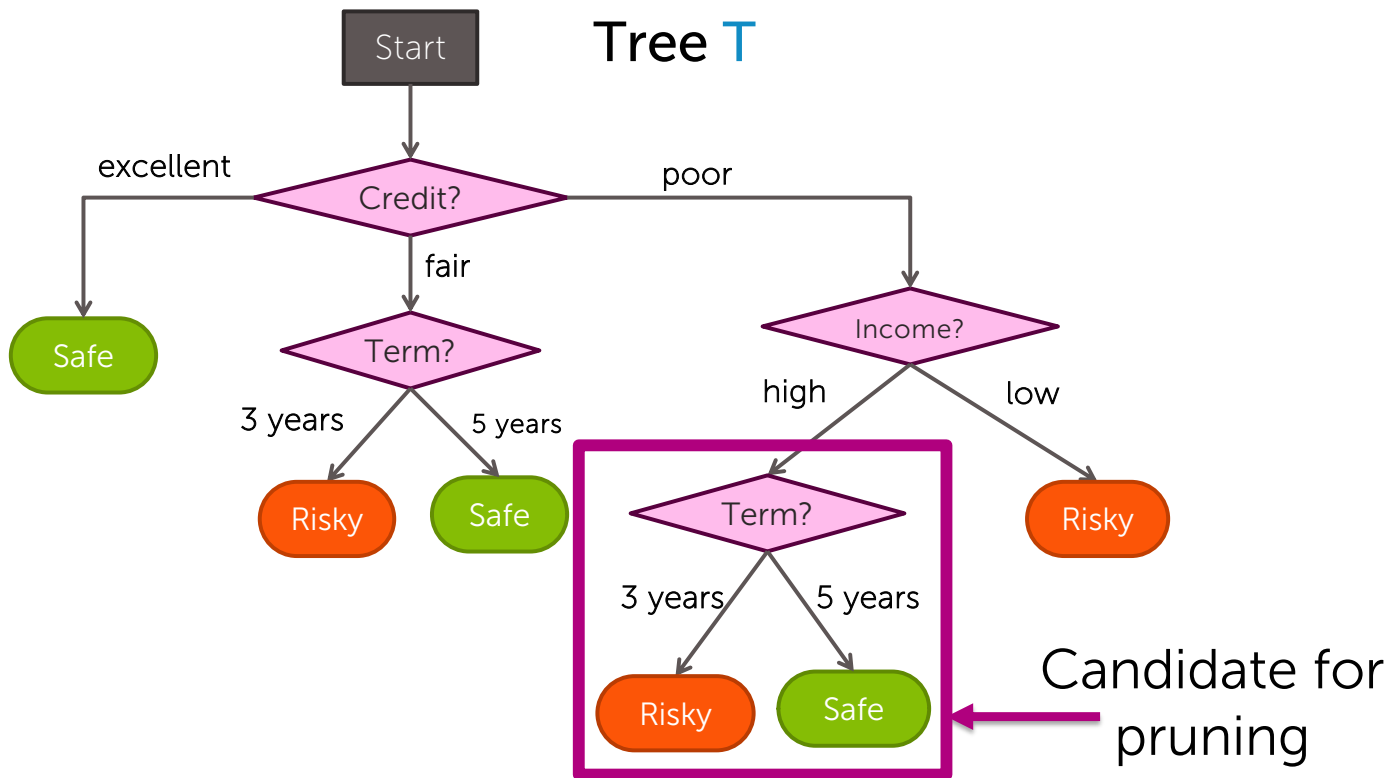 Start
Tree T
excellent
Credit?
poor
fair
Safe
Term?
Income?
3 years
5 years
high
low
Risky
Safe
Term?
Risky
3 years
5 years
Risky
Safe
Candidate for
pruning